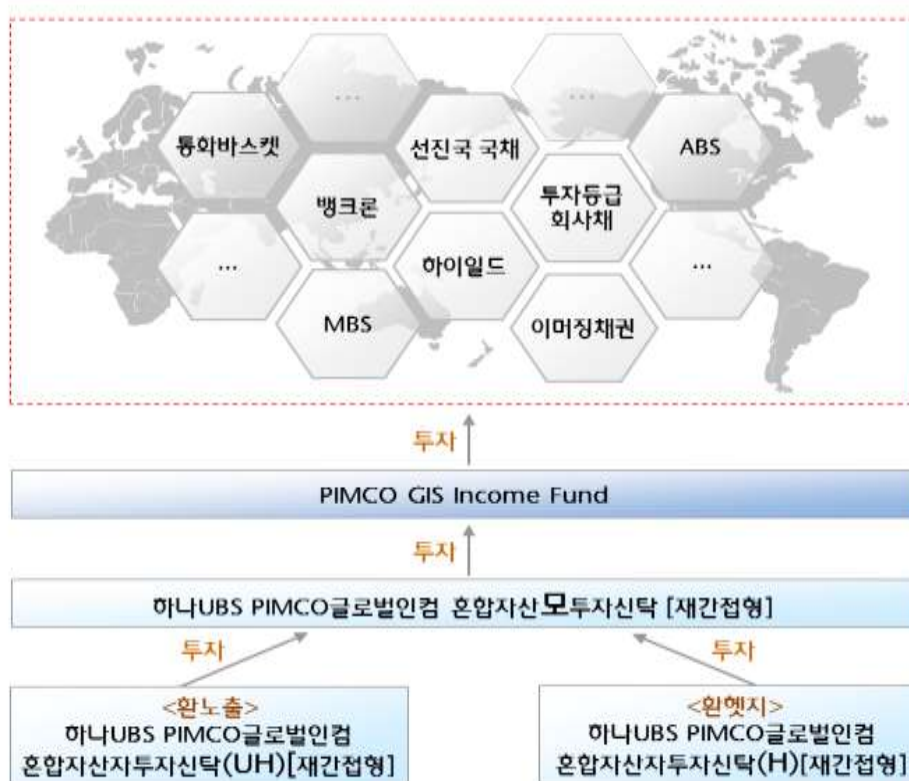 ...
...
통화바스켓
선진국 국채
ABS
뱅크론
투자등급
회사채
...
하이일드
...
MBS
이머징채권
투자
PIMCO GIS Income Fund
투자
하나UBS PIMCO글로벌인컴 혼합자산모투자신탁 [재간접형]
투자
투자
<환노출>
하나UBS PIMCO글로벌인컴
혼합자산자투자신탁(UH)[재간접형]
<환헷지>
하나UBS PIMCO글로벌인컴
혼합자산자투자신탁(H)[재간접형]